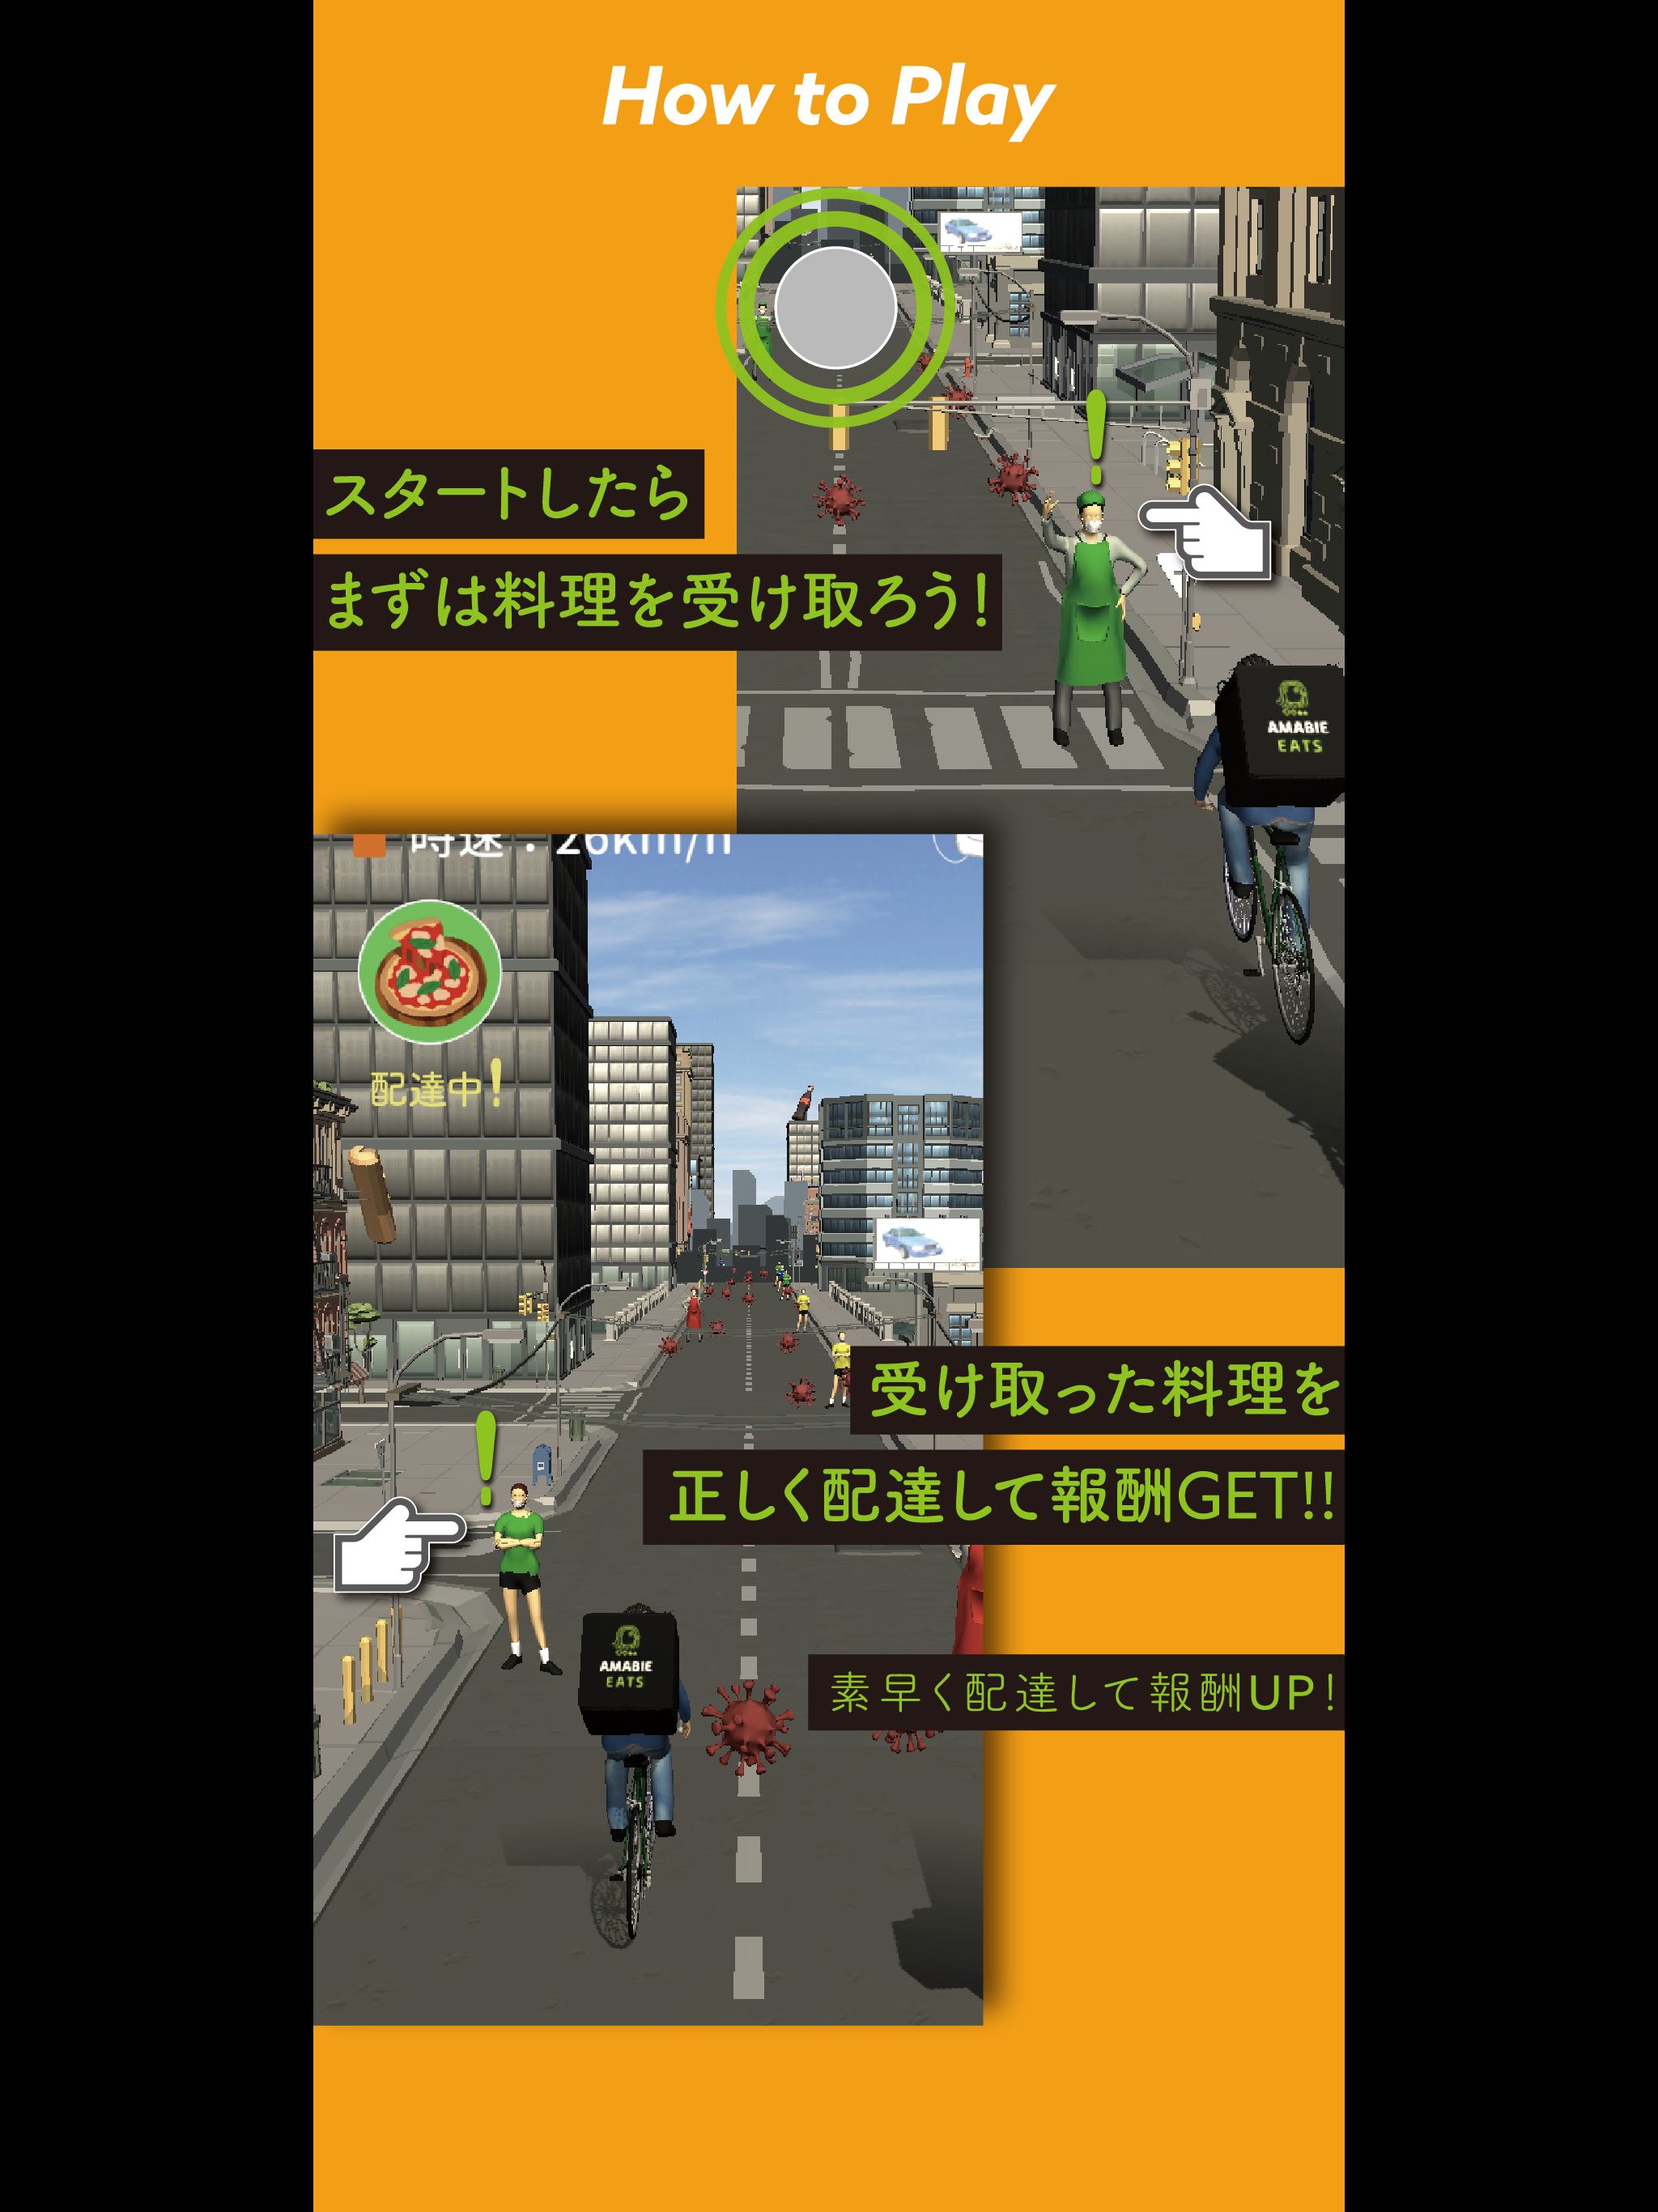 How to Play
スタートしたら
まずは料理を受け取ろう!
AMABIE
EATS
時速：26km/h
配達中!
受け取った料理を
正しく配達して報酬GET!!
AMABIE
EATS
素早く配達して報酬UP!